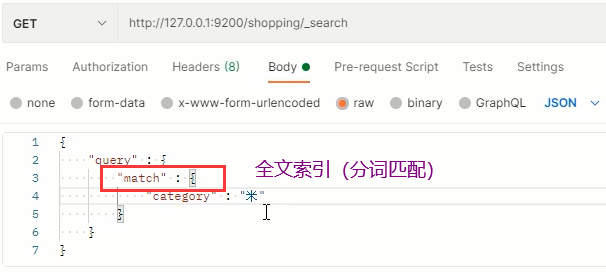 GET http://127.0.0.1:9200/shopping/_search
Params Authorization Headers (8) Body Pre-request Script Tests Settings
none form-data x-www-form-urlencoded raw binary GraphQL JSON
1 {
2 "query" : {
3 "match" : { 全文索引（分词匹配）
4 "category" : "米"
5 }
6 }
7 }